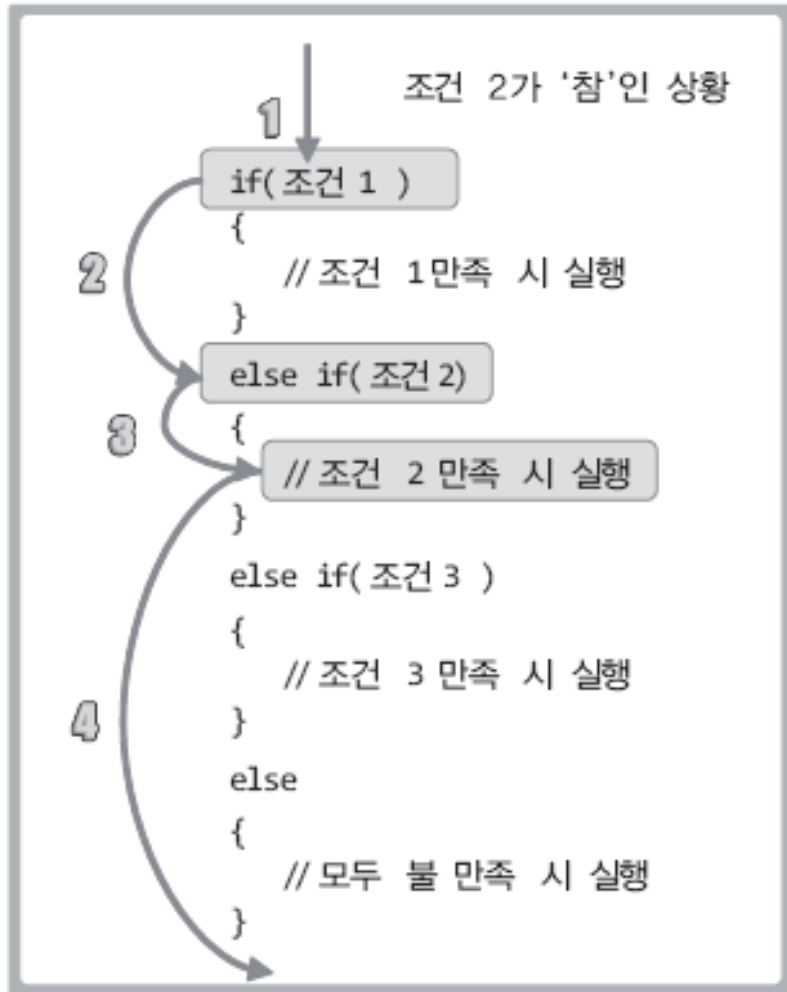 조건 2가 '참'인 상황
1
if( 조건 1 )
{
2
// 조건 1만족 시 실행
}
else if( 조건 2)
3
{
// 조건 2 만족 시 실행
}
else if( 조건 3 )
{
// 조건 3 만족 시 실행
4
}
else
{
// 모두 불 만족 시 실행
}